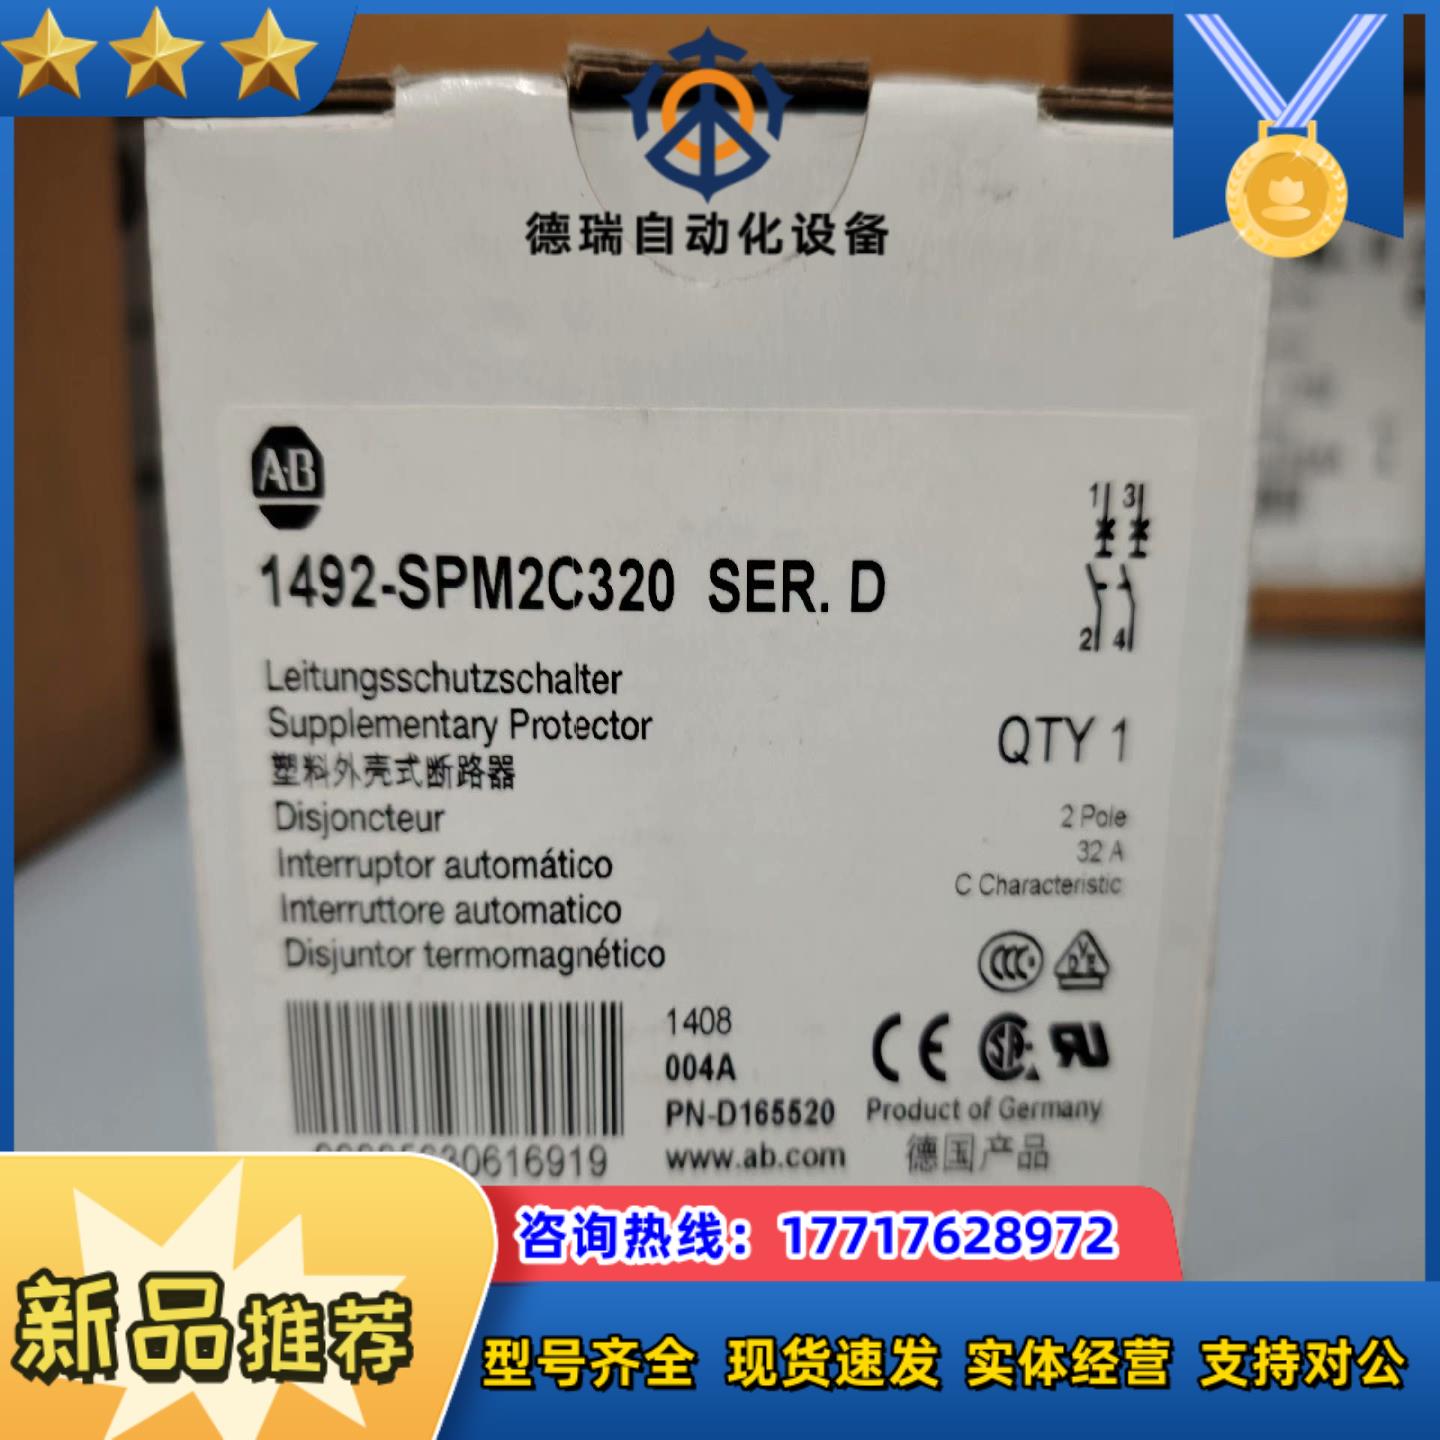 德瑞自动化设备
A-B
1492-SPM2C320 SER. D
1 3
2 4
Leitungsschutzschalter
Supplementary Protector
塑料外壳式断路器
Disjoncteur
Interruptor automático
Interruttore automatico
Disjuntor termomagnético
QTY 1
2 Pole
32 A
C Characteristic
CCC
VDE
CE
1408
004A
PN-D165520
www.ab.com
Product of Germany
德国产品
咨询热线：17717628972
新品推荐
型号齐全 现货速发 实体经营 支持对公